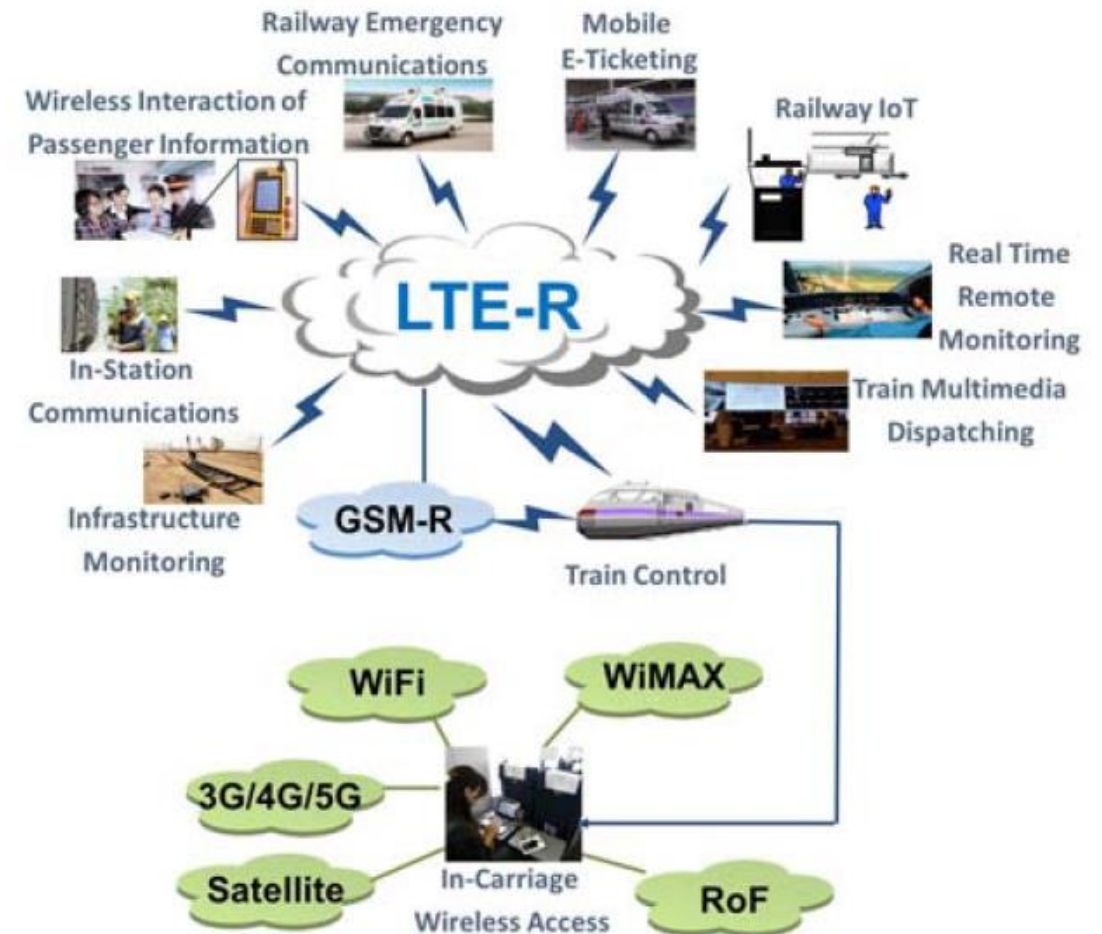 Railway Emergency
Communications
Mobile
E-Ticketing
Wireless Interaction of
Passenger Information
Railway IoT
Real Time
Remote
Monitoring
LTE-R
In-Station
Communications
Train Multimedia
Dispatching
Infrastructure
Monitoring
GSM-R
Train Control
WiFi
WiMAX
3G/4G/5G
Satellite
In-Carriage
Wireless Access
RoF